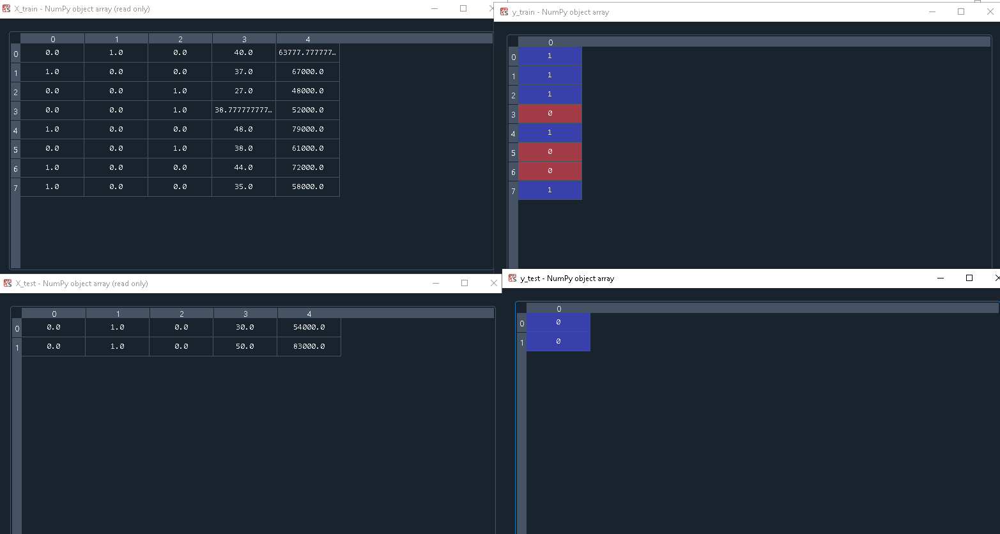 X_train - NumPy object array (read only)
0 1 2 3 4
0 0.0 1.0 0.0 40.0 63777.777777…
1 1.0 0.0 0.0 37.0 67000.0
2 0.0 0.0 1.0 27.0 48000.0
3 0.0 0.0 1.0 38.777777777… 52000.0
4 1.0 0.0 0.0 48.0 79000.0
5 0.0 0.0 1.0 38.0 61000.0
6 1.0 0.0 0.0 44.0 72000.0
7 1.0 0.0 0.0 35.0 58000.0
y_train - NumPy object array
0
0 1
1 1
2 1
3 0
4 1
5 0
6 0
7 1
X_test - NumPy object array (read only)
0 1 2 3 4
0 0.0 1.0 0.0 30.0 54000.0
1 0.0 1.0 0.0 50.0 83000.0
y_test - NumPy object array
0
0 0
1 0